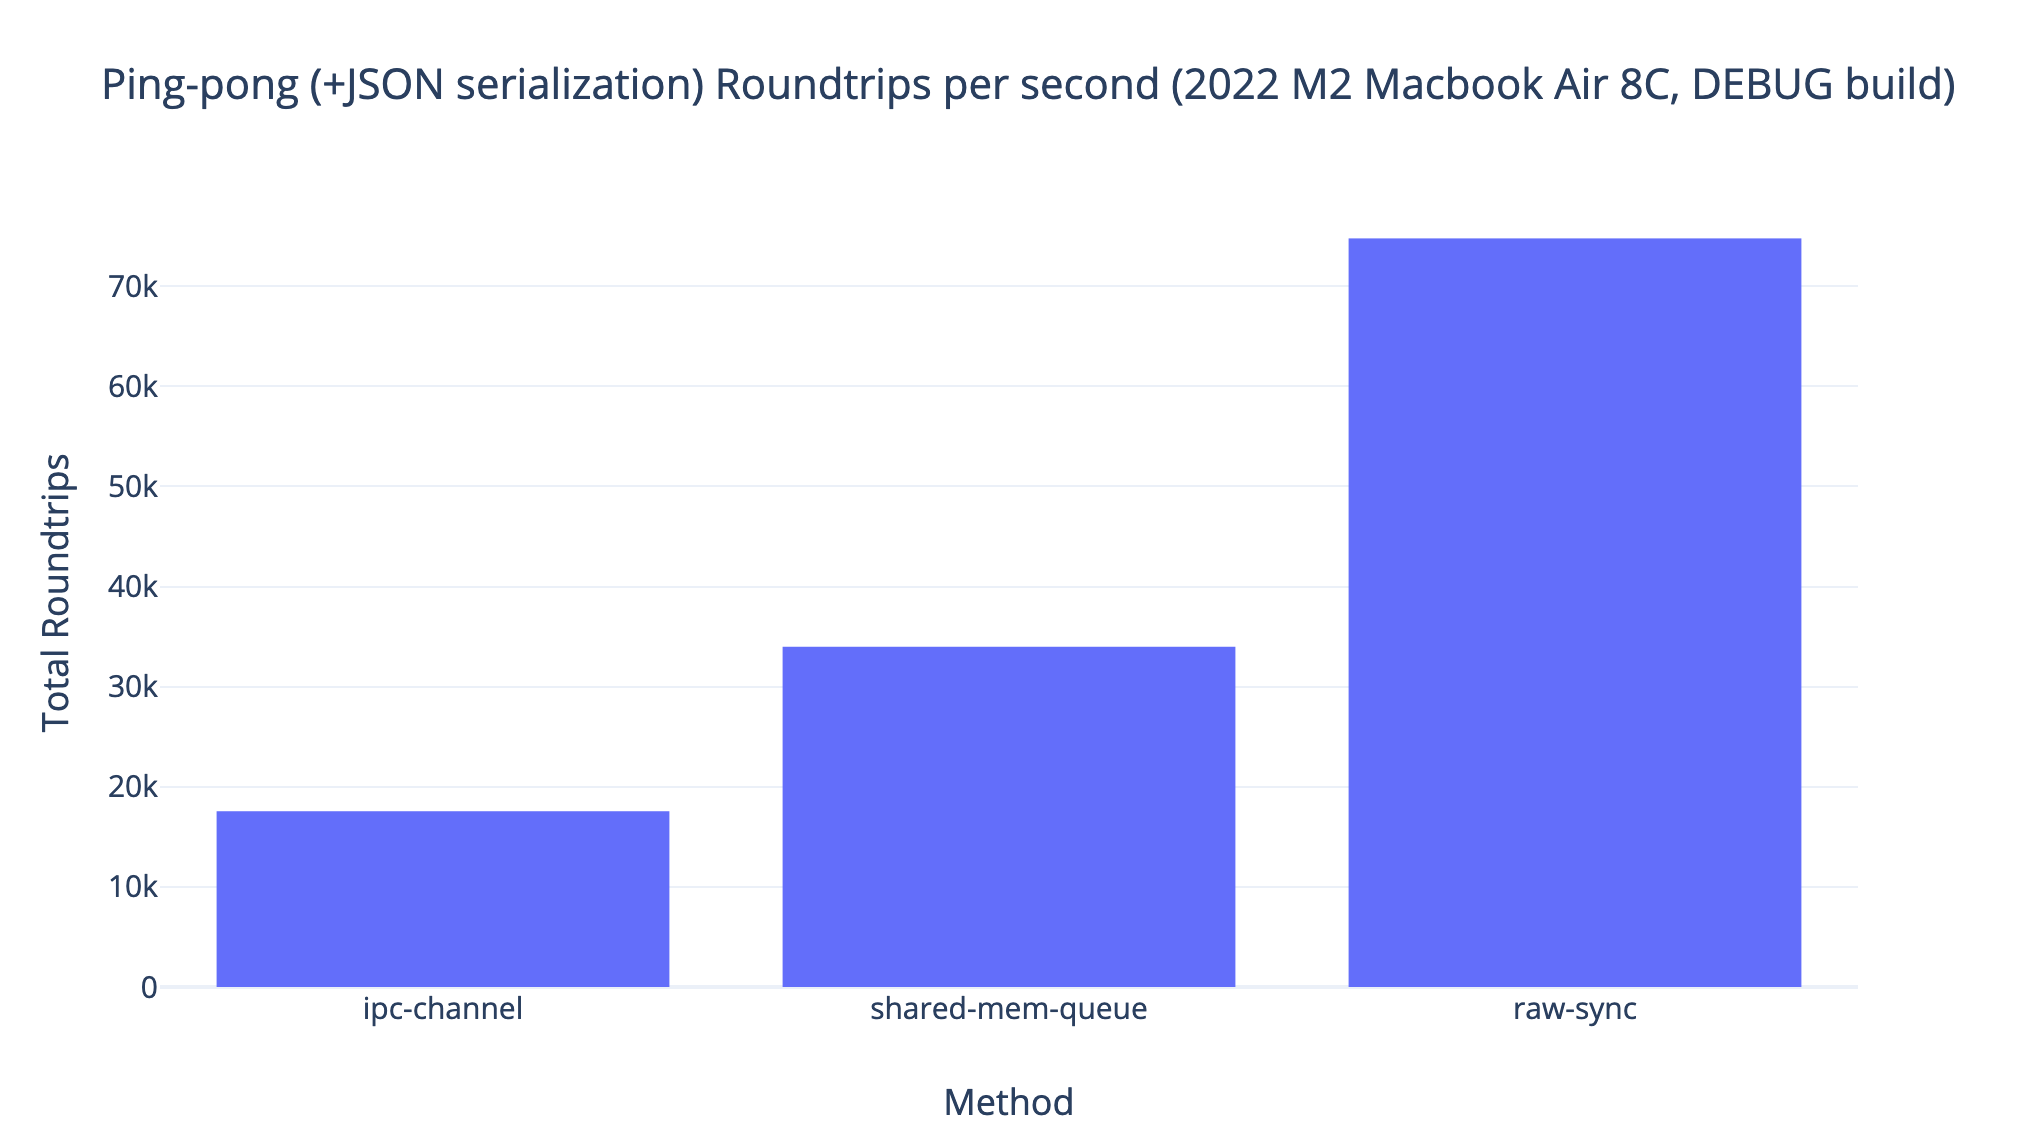 Ping-pong (+JSON serialization) Roundtrips per second (2022 M2 Macbook Air 8C, DEBUG build)
Total Roundtrips
70k
60k
50k
40k
30k
20k
10k
0
ipc-channel
shared-mem-queue
raw-sync
Method